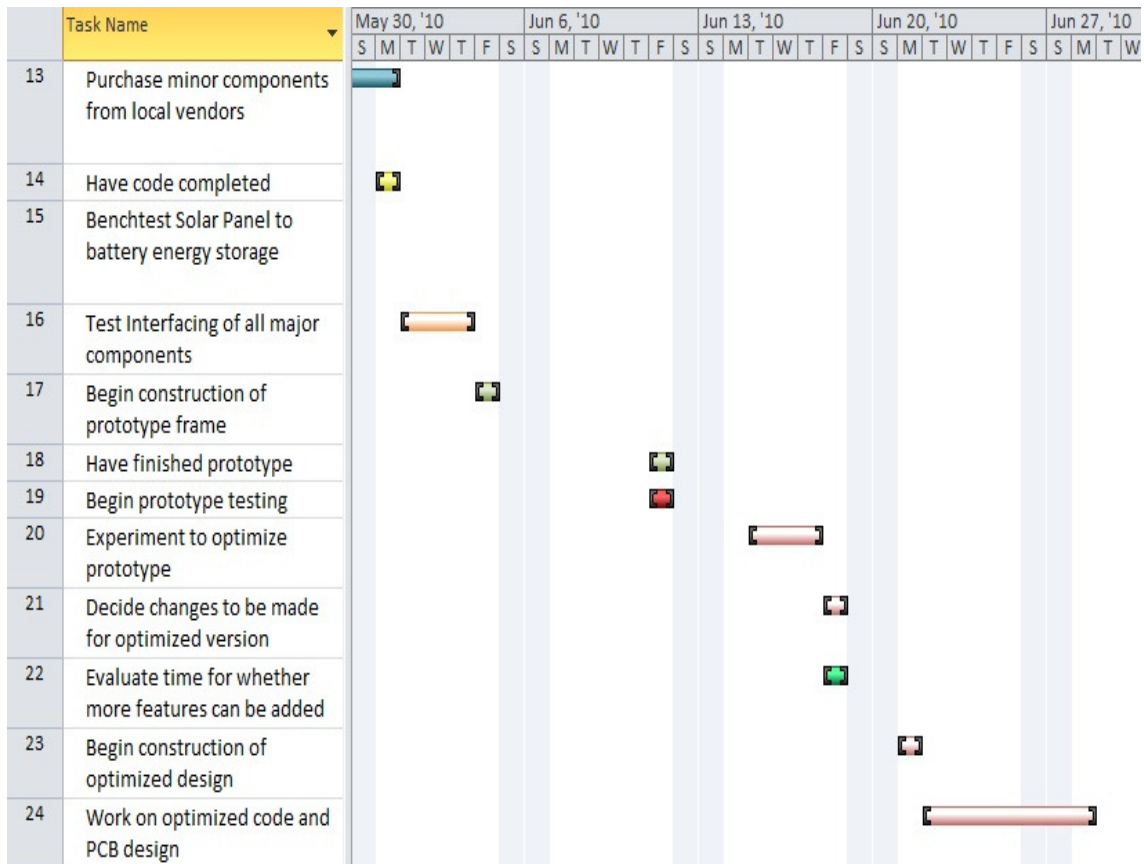 Task Name
May 30, '10 Jun 6, '10 Jun 13, '10 Jun 20, '10 Jun 27, '10
S M T W T F S S M T W T F S S M T W T F S S M T W T F S S M T W
13 Purchase minor components
from local vendors
14 Have code completed
15 Benchtest Solar Panel to
battery energy storage
16 Test Interfacing of all major
components
17 Begin construction of
prototype frame
18 Have finished prototype
19 Begin prototype testing
20 Experiment to optimize
prototype
21 Decide changes to be made
for optimized version
22 Evaluate time for whether
more features can be added
23 Begin construction of
optimized design
24 Work on optimized code and
PCB design